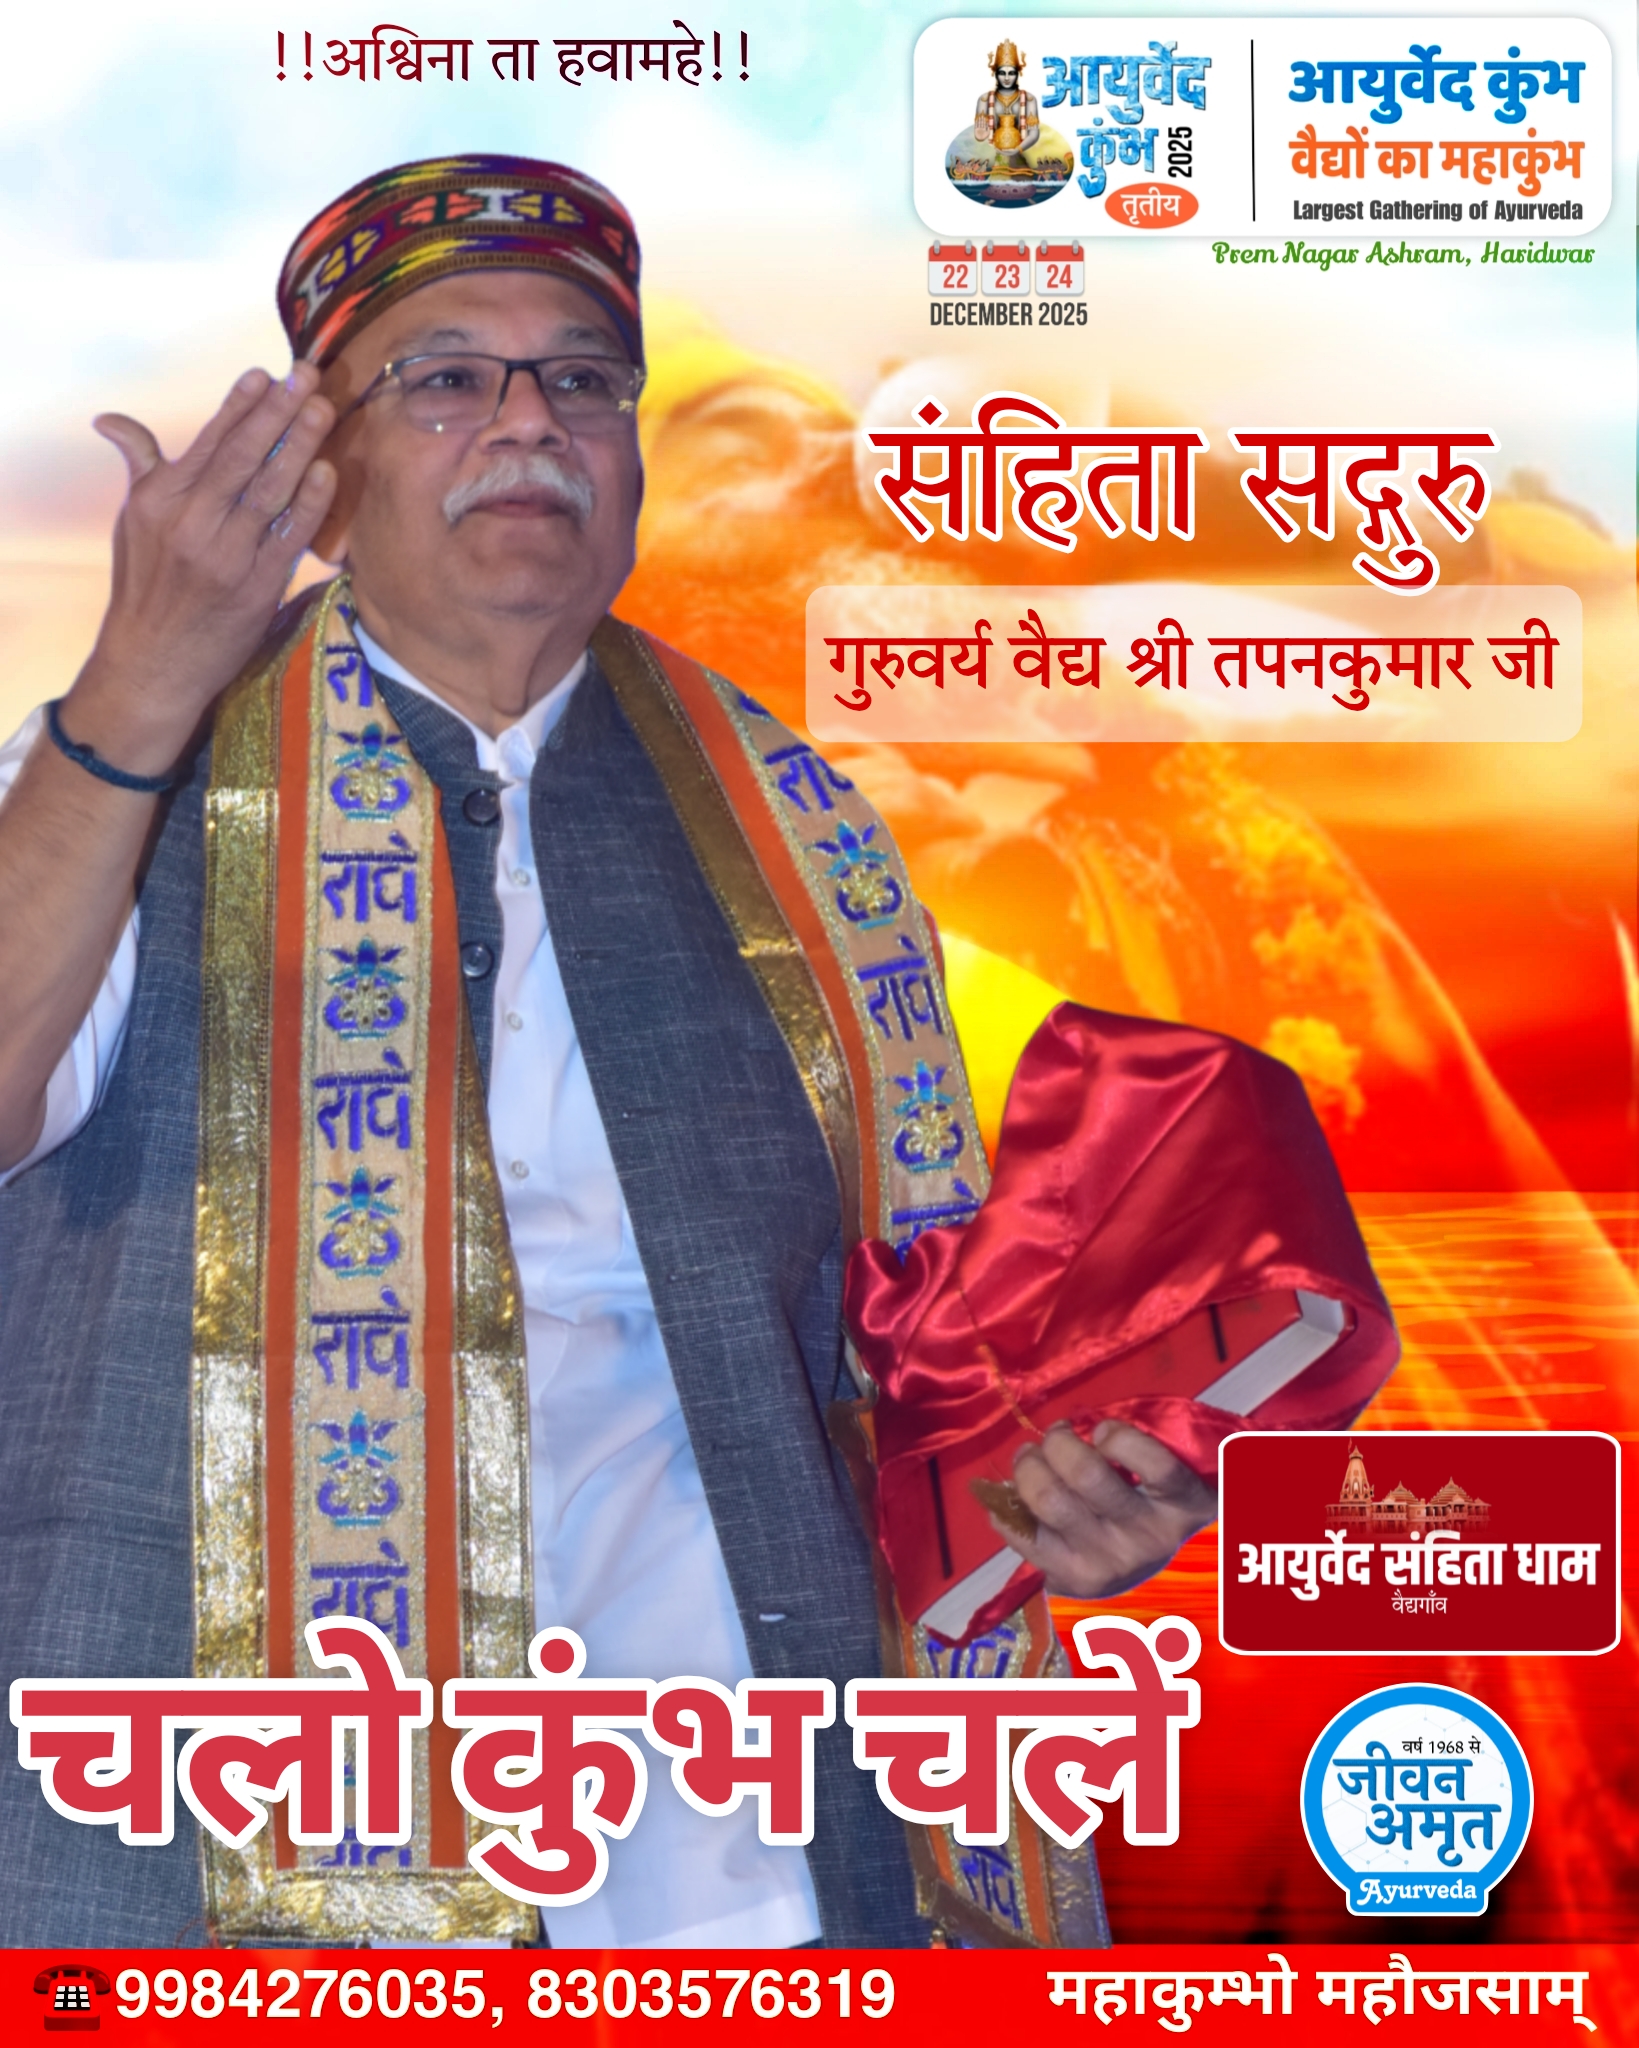 !!अश्विना ता हवामहे!!
आयुर्वेद
कुंभ
2025
तृतीय
आयुर्वेद कुंभ
वैद्यों का महाकुंभ
Largest Gathering of Ayurveda
Prem Nagar Ashram, Haridwar
22 23 24
DECEMBER 2025
संहिता सद्गुरु
गुरुवर्य वैद्य श्री तपनकुमार जी
राधे
राधे
राधे
राधे
राधे
राधे
राधे
राधे
आयुर्वेद संहिता धाम
वैद्यगाँव
चलो कुंभ चलें
वर्ष 1968 से
जीवन
अमृत
Ayurveda
9984276035, 8303576319
महाकुम्भो महौजसाम्